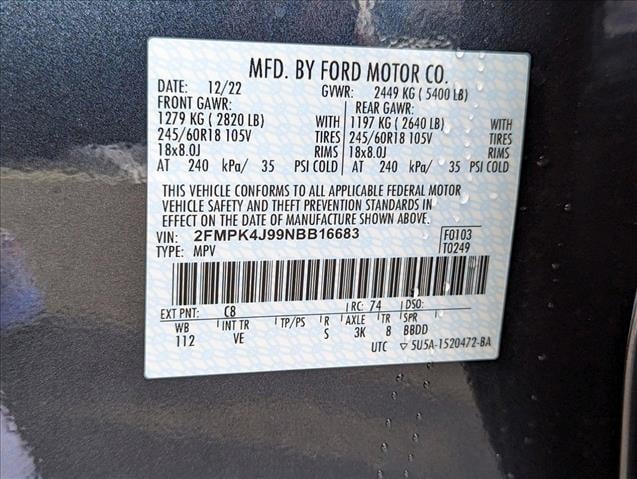 MFD. BY FORD MOTOR CO.
DATE: 12/22 GVWR: 2449 KG ( 5400 LB)
FRONT GAWR: REAR GAWR:
1279 KG ( 2820 LB) WITH 1197 KG ( 2640 LB) WITH
245/60R18 105V TIRES 245/60R18 105V TIRES
18x8.0J RIMS 18x8.0J RIMS
AT 240 kPa/ 35 PSI COLD AT 240 kPa/ 35 PSI COLD
THIS VEHICLE CONFORMS TO ALL APPLICABLE FEDERAL MOTOR
VEHICLE SAFETY AND THEFT PREVENTION STANDARDS IN
EFFECT ON THE DATE OF MANUFACTURE SHOWN ABOVE.
VIN: 2FMPK4J99NBB16683 F0103
TYPE: MPV T0249
EXT PNT: C8 RC: 74 DSO:
WB INT TR TP/PS R AXLE TR SPR
112 VE S 3K 8 BBDD
UTC ▽5U5A-1520472-BA